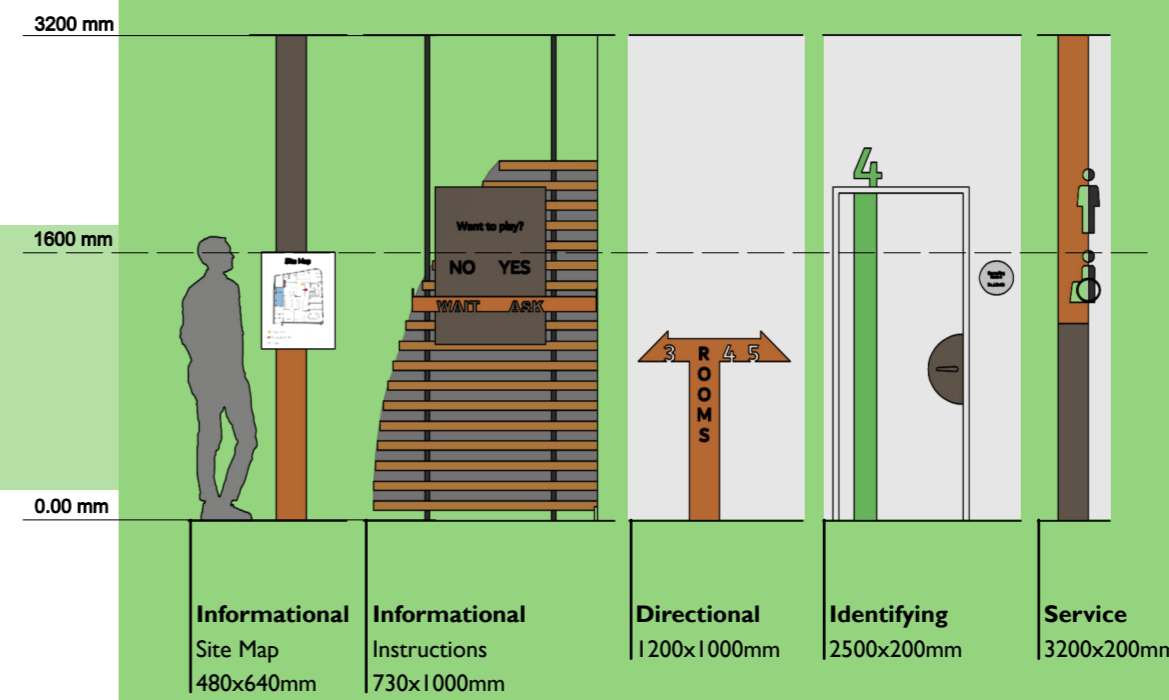 3200 mm
1600 mm
0.00 mm
Site Map
Want to play?
NO YES
WAIT ASK
3 4 5
ROOMS
4
Informational
Site Map
480x640mm
Informational
Instructions
730x1000mm
Directional
1200x1000mm
Identifying
2500x200mm
Service
3200x200mm